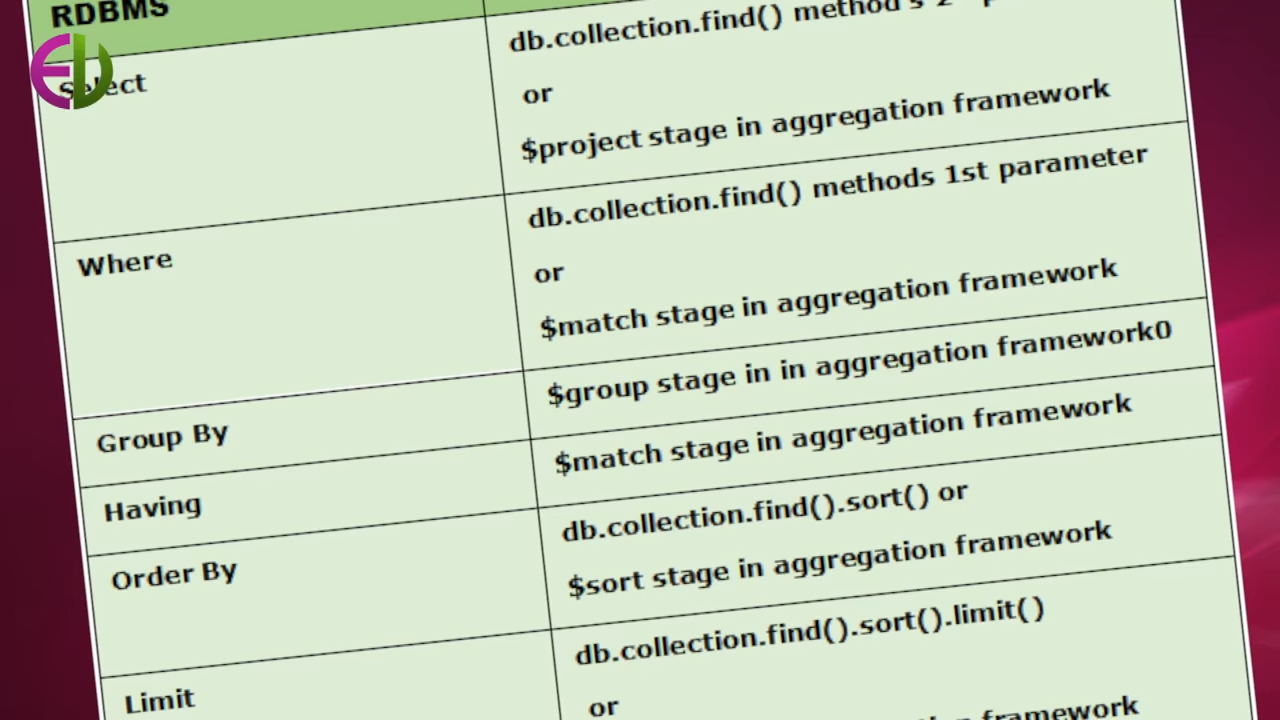 RDBMS
Select
db.collection.find() method's 2
or
$project stage in aggregation framework
Where
db.collection.find() methods 1st parameter
or
$match stage in aggregation framework
Group By
$group stage in in aggregation framework0
Having
$match stage in aggregation framework
Order By
db.collection.find().sort() or
$sort stage in aggregation framework
Limit
db.collection.find().sort().limit()
or
aggregation framework